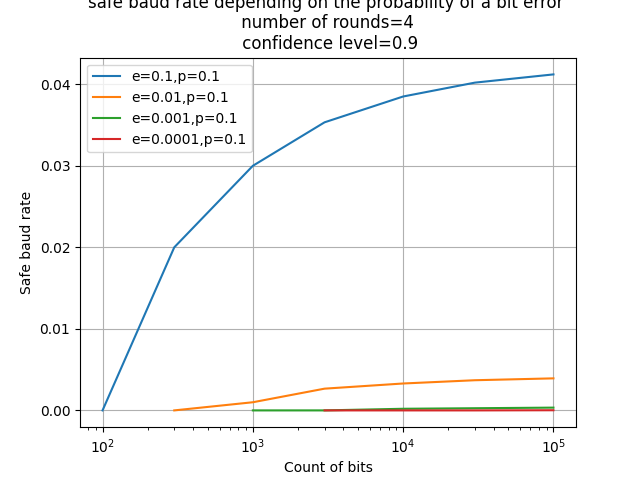 safe baud rate depending on the probability of a bit error
number of rounds=4
confidence level=0.9
e=0.1,p=0.1
e=0.01,p=0.1
e=0.001,p=0.1
e=0.0001,p=0.1
0.04
0.03
0.02
0.01
0.00
Safe baud rate
10² 10³ 10⁴ 10⁵
Count of bits